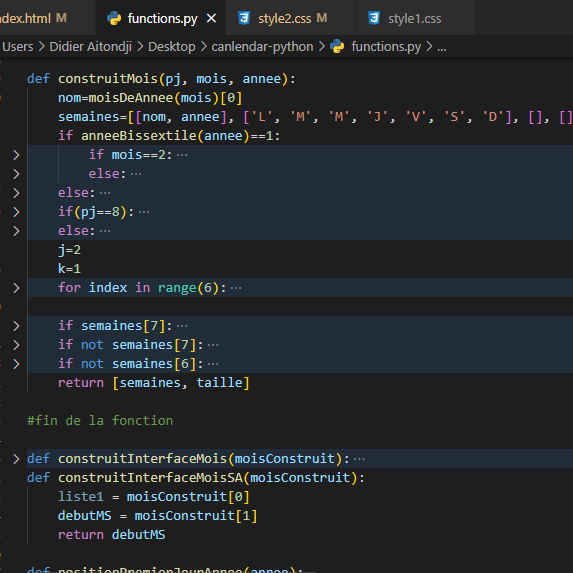 ndex.html M functions.py × style2.css M style1.css
Users > Didier Aitondji > Desktop > canlendar-python > functions.py > ...
def construitMois(pj, mois, annee):
nom=moisDeAnnee(mois)[0]
semaines=[[nom, annee], ['L', 'M', 'M', 'J', 'V', 'S', 'D'], [], []
if anneeBissextile(annee)==1:
if mois==2: ...
else: ...
else: ...
if(pj==8): ...
else: ...
j=2
k=1
for index in range(6): ...
if semaines[7]: ...
if not semaines[7]: ...
if not semaines[6]: ...
return [semaines, taille]
#fin de la fonction
def construitInterfaceMois(moisConstruit): ...
def construitInterfaceMoisSA(moisConstruit):
liste1 = moisConstruit[0]
debutMS = moisConstruit[1]
return debutMS
def positionPremierJourAnnee(annee):